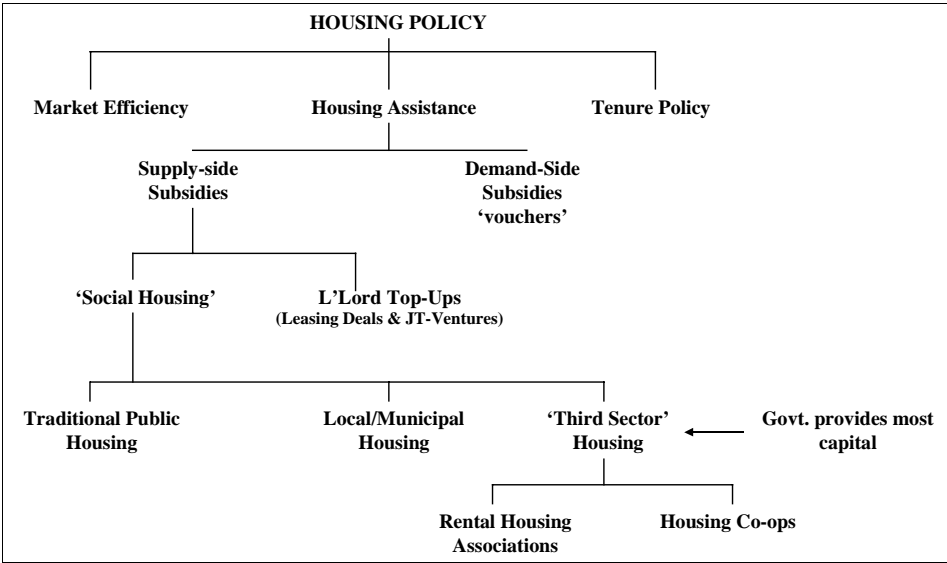 HOUSING POLICY
Market Efficiency
Housing Assistance
Tenure Policy
Supply-side
Subsidies
Demand-Side
Subsidies
‘vouchers’
‘Social Housing’
L’Lord Top-Ups
(Leasing Deals & JT-Ventures)
Traditional Public
Housing
Local/Municipal
Housing
‘Third Sector’
Housing
Govt. provides most
capital
Rental Housing
Associations
Housing Co-ops